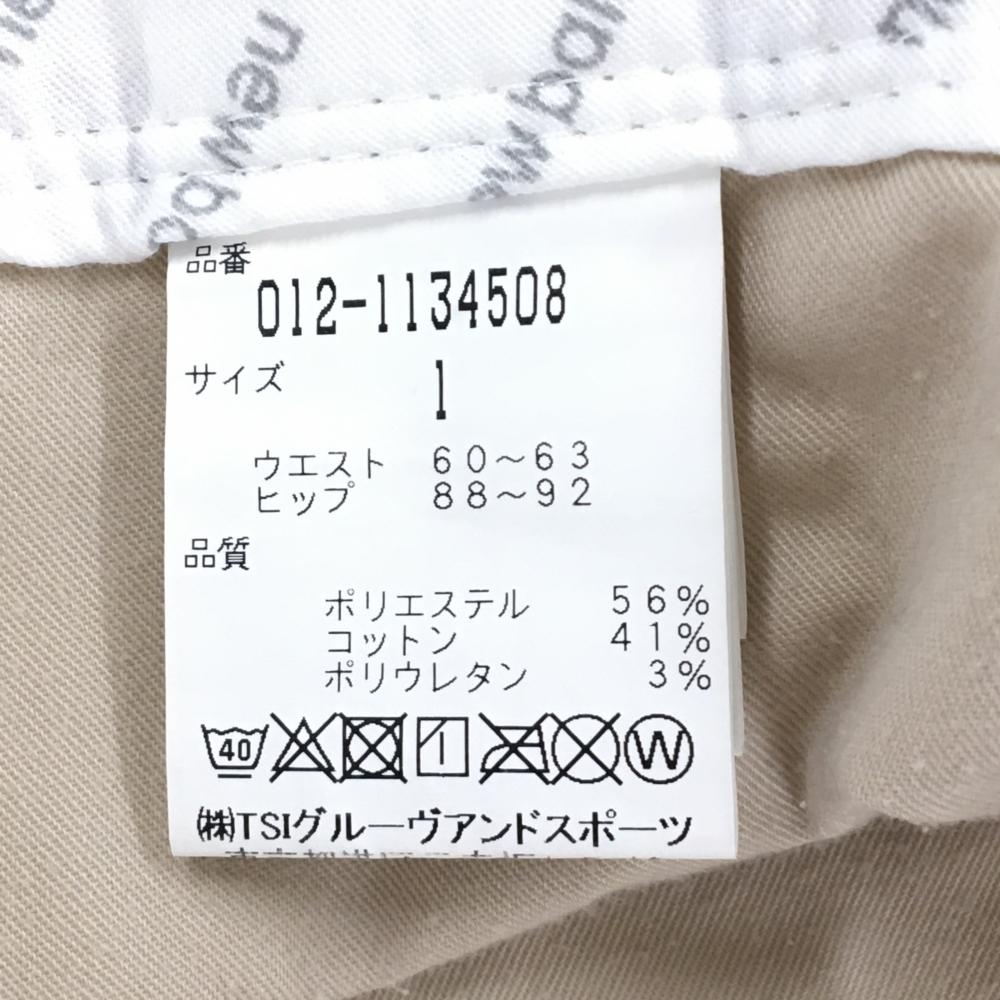 newba
品番
012-1134508
サイズ 1
ウエスト 60～63
ヒップ 88～92
品質
ポリエステル 56%
コットン 41%
ポリウレタン 3%
40 W
㈱TSIグルーヴアンドスポーツ